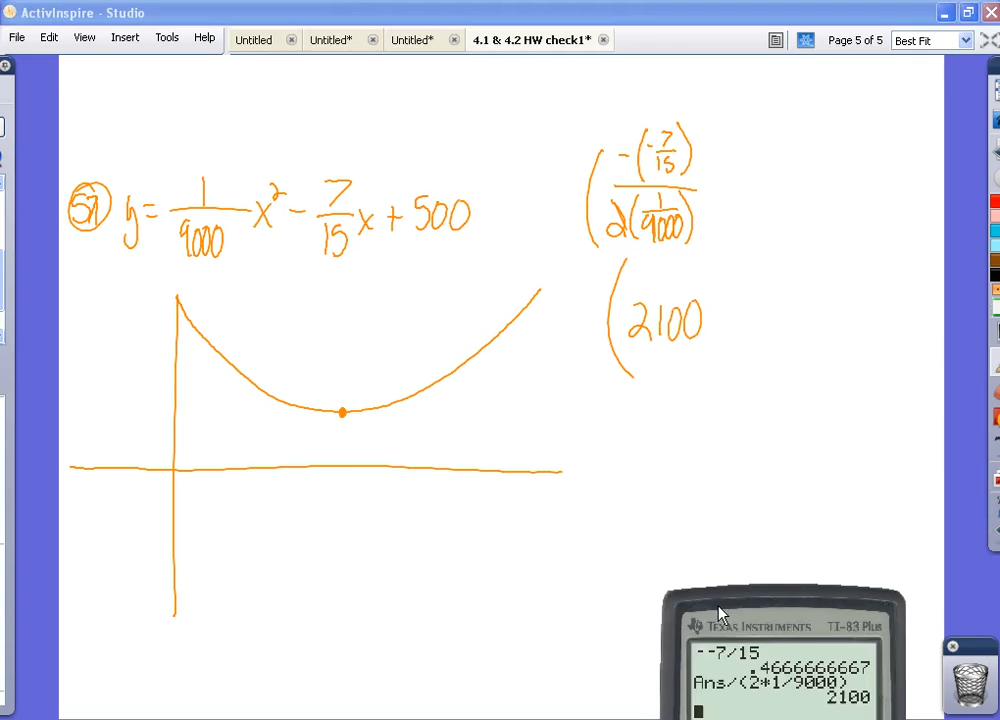 ActivInspire - Studio
File Edit View Insert Tools Help Untitled Untitled* Untitled* 4.1 & 4.2 HW check1* Page 5 of 5 Best Fit
57 y = 1/9000 x² - 7/15 x + 500
( -(-7/15) / 2(1/9000) )
( 2100
TEXAS INSTRUMENTS TI-83 Plus
--7/15
.4666666667
Ans/(2*1/9000)
2100